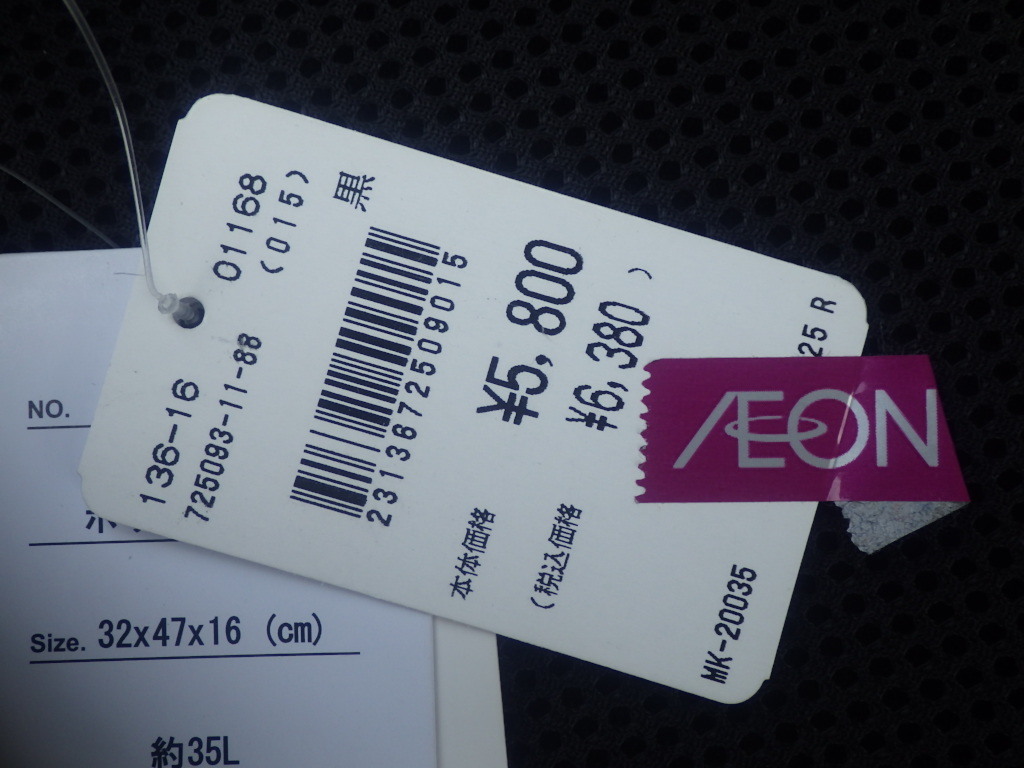 136-16 01168
725093-11-88 (015)
黒
2313672509015
本体価格 ¥5,800
(税込価格 ¥6,380 )
MK-20035
25 R
ÆON
NO.
Size. 32x47x16 (cm)
約35L